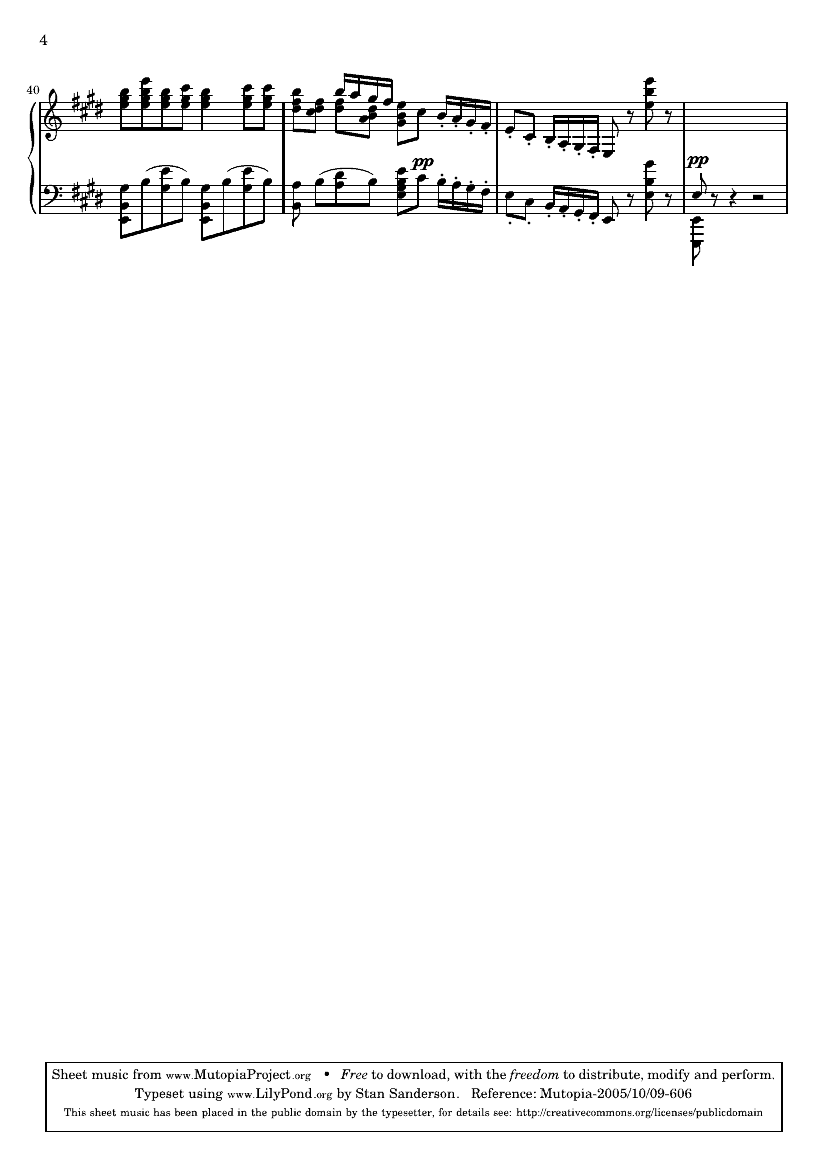 4
40
pp
pp
Sheet music from www.MutopiaProject.org • Free to download, with the freedom to distribute, modify and perform.
Typeset using www.LilyPond.org by Stan Sanderson. Reference: Mutopia-2005/10/09-606
This sheet music has been placed in the public domain by the typesetter, for details see: http://creativecommons.org/licenses/publicdomain